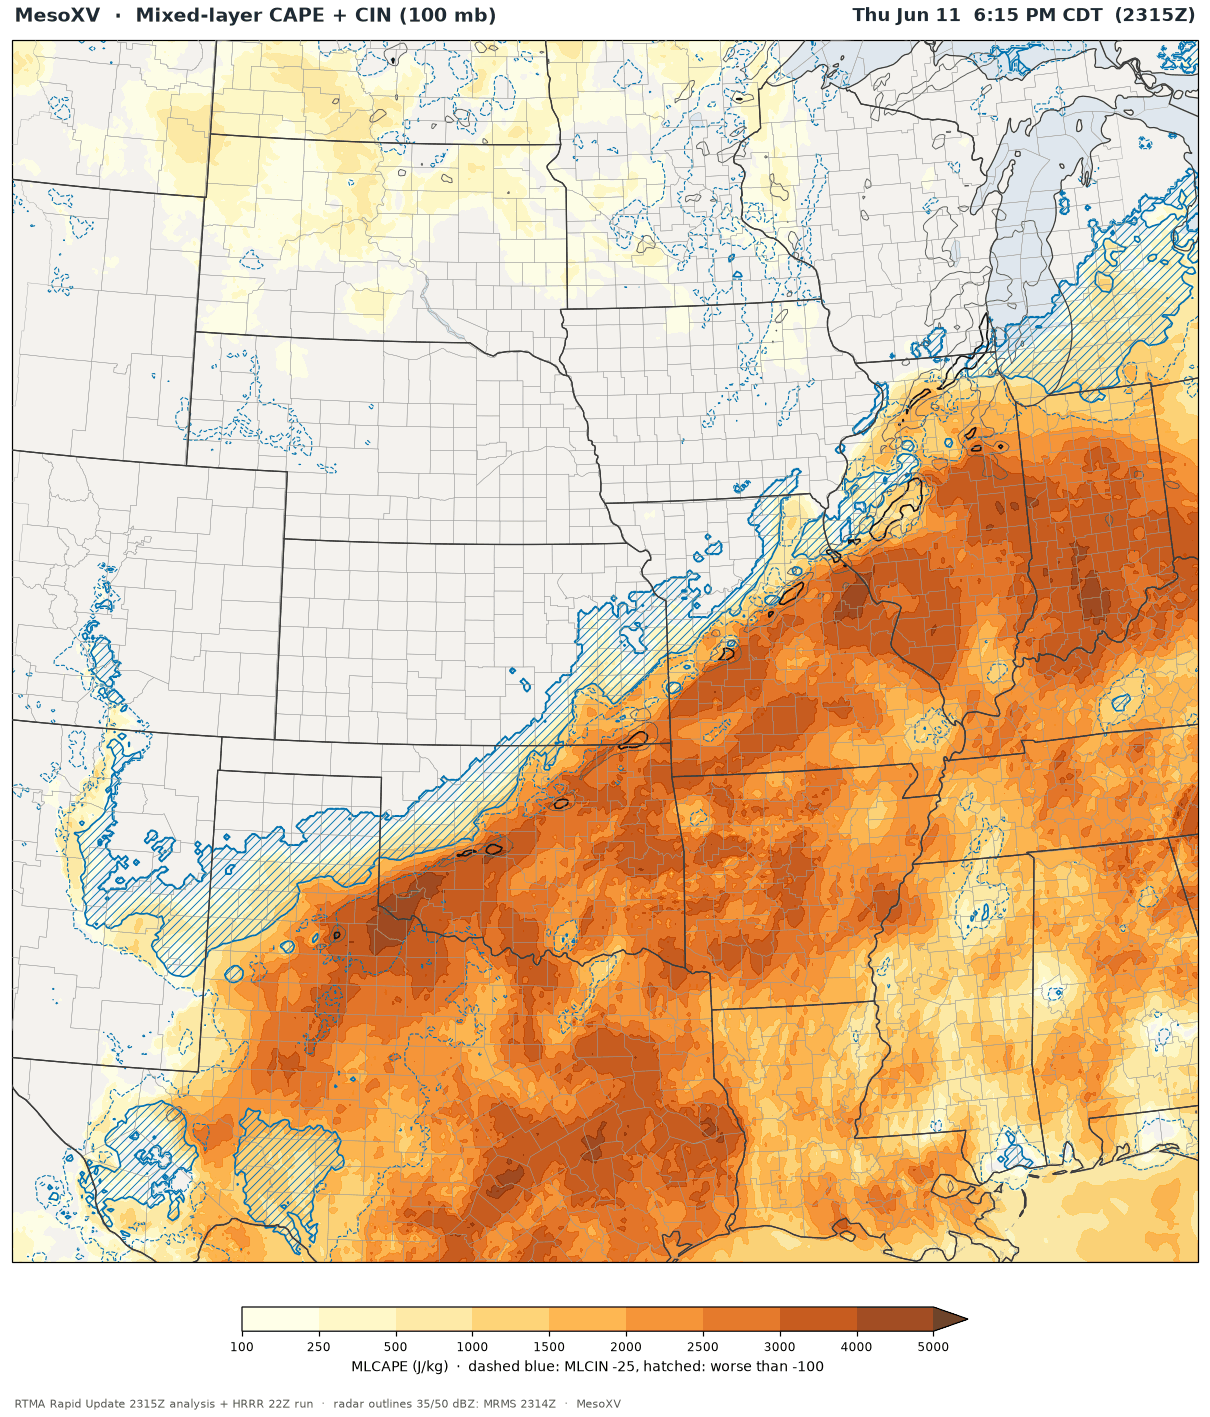 MesoXV · Mixed-layer CAPE + CIN (100 mb)
Thu Jun 11 6:15 PM CDT (2315Z)
100 250 500 1000 1500 2000 2500 3000 4000 5000
MLCAPE (J/kg) · dashed blue: MLCIN -25, hatched: worse than -100
RTMA Rapid Update 2315Z analysis + HRRR 22Z run · radar outlines 35/50 dBZ: MRMS 2314Z · MesoXV